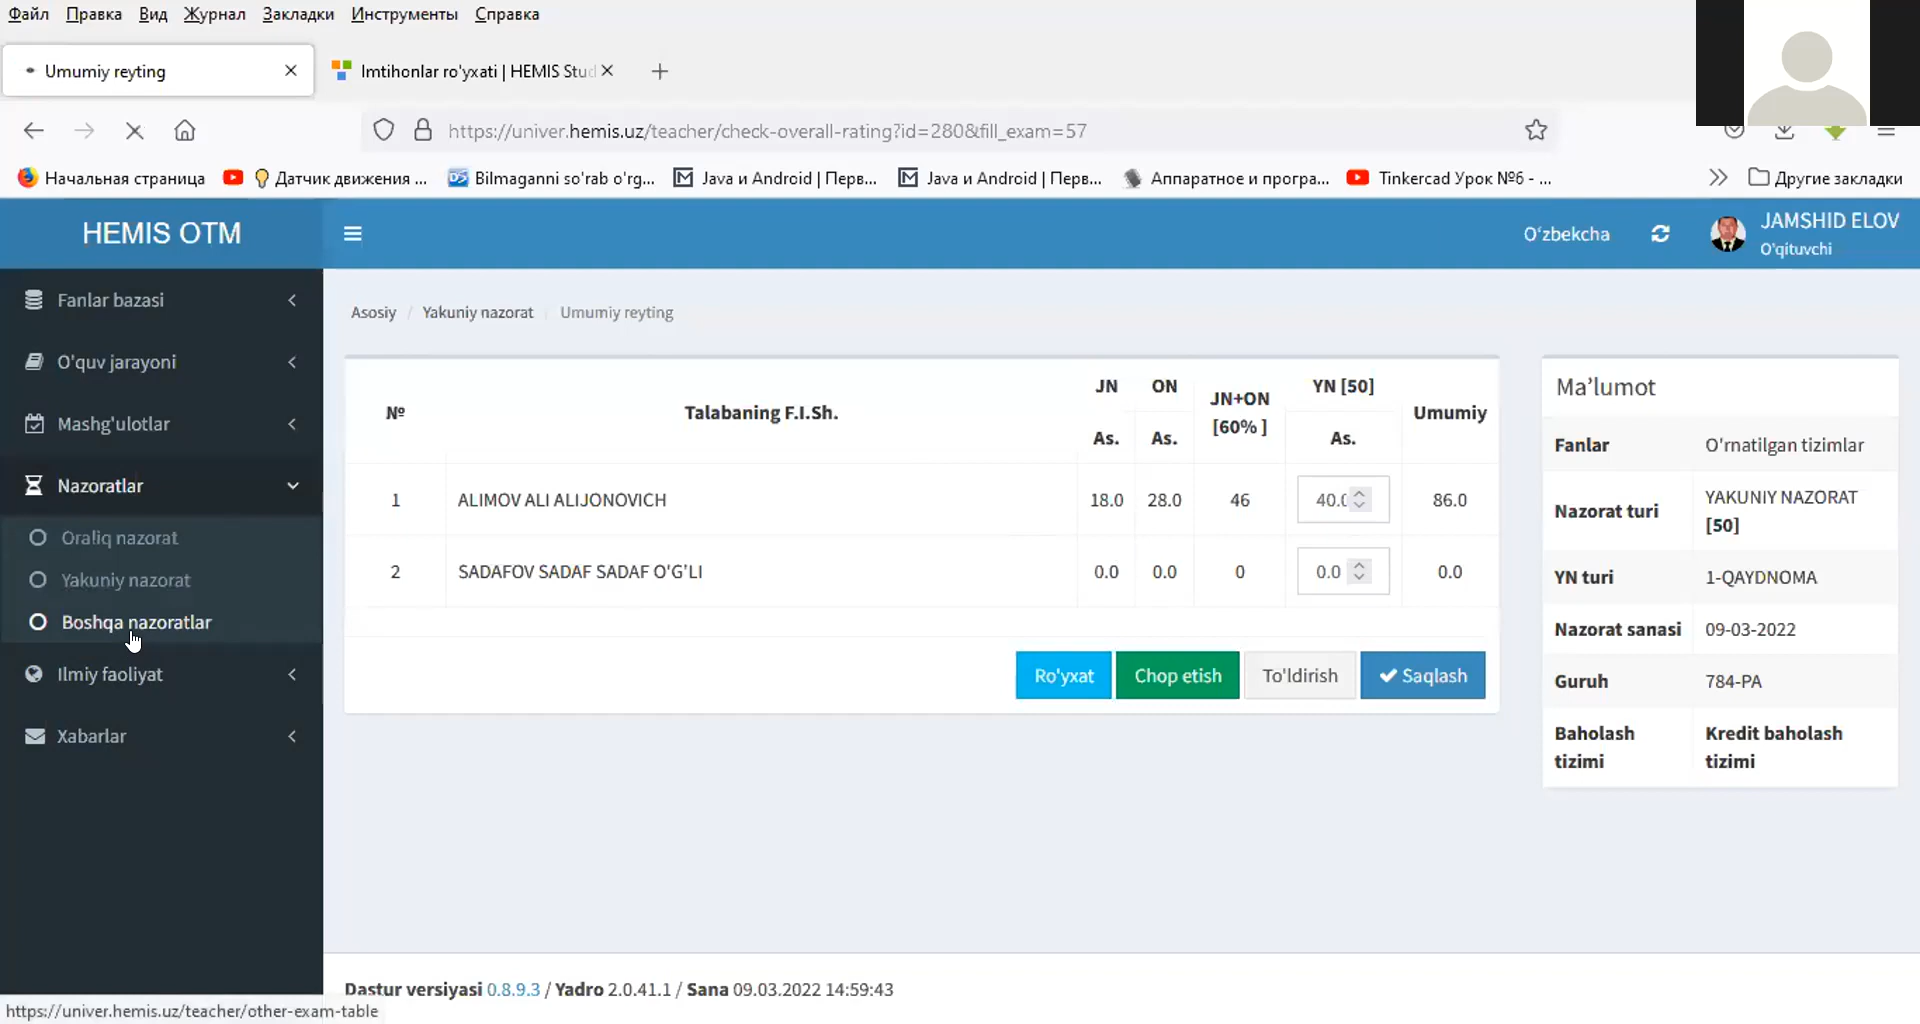 Файл Правка Вид Журнал Закладки Инструменты Справка
Umumiy reyting
Imtihonlar ro'yxati | HEMIS Stud
https://univer.hemis.uz/teacher/check-overall-rating?id=280&fill_exam=57
Начальная страница Датчик движения ... Bilmaganni so'rab o'rg... Java и Android | Перв... Java и Android | Перв... Аппаратное и програ... Tinkercad Урок №6 - ... Другие закладки
HEMIS OTM
O'zbekcha
JAMSHID ELOV
O'qituvchi
Fanlar bazasi
O'quv jarayoni
Mashg'ulotlar
Nazoratlar
Oraliq nazorat
Yakuniy nazorat
Boshqa nazoratlar
Ilmiy faoliyat
Xabarlar
Asosiy / Yakuniy nazorat Umumiy reyting
№ Talabaning F.I.Sh. JN ON JN+ON [60% ] YN [50] Umumiy
As. As. As.
1 ALIMOV ALI ALIJONOVICH 18.0 28.0 46 40.0 86.0
2 SADAFOV SADAF SADAF O'G'LI 0.0 0.0 0 0.0 0.0
Ro'yxat Chop etish To'ldirish Saqlash
Ma'lumot
Fanlar O'rnatilgan tizimlar
Nazorat turi YAKUNIY NAZORAT [50]
YN turi 1-QAYDNOMA
Nazorat sanasi 09-03-2022
Guruh 784-PA
Baholash tizimi Kredit baholash tizimi
Dastur versiyasi 0.8.9.3 / Yadro 2.0.41.1 / Sana 09.03.2022 14:59:43
https://univer.hemis.uz/teacher/other-exam-table